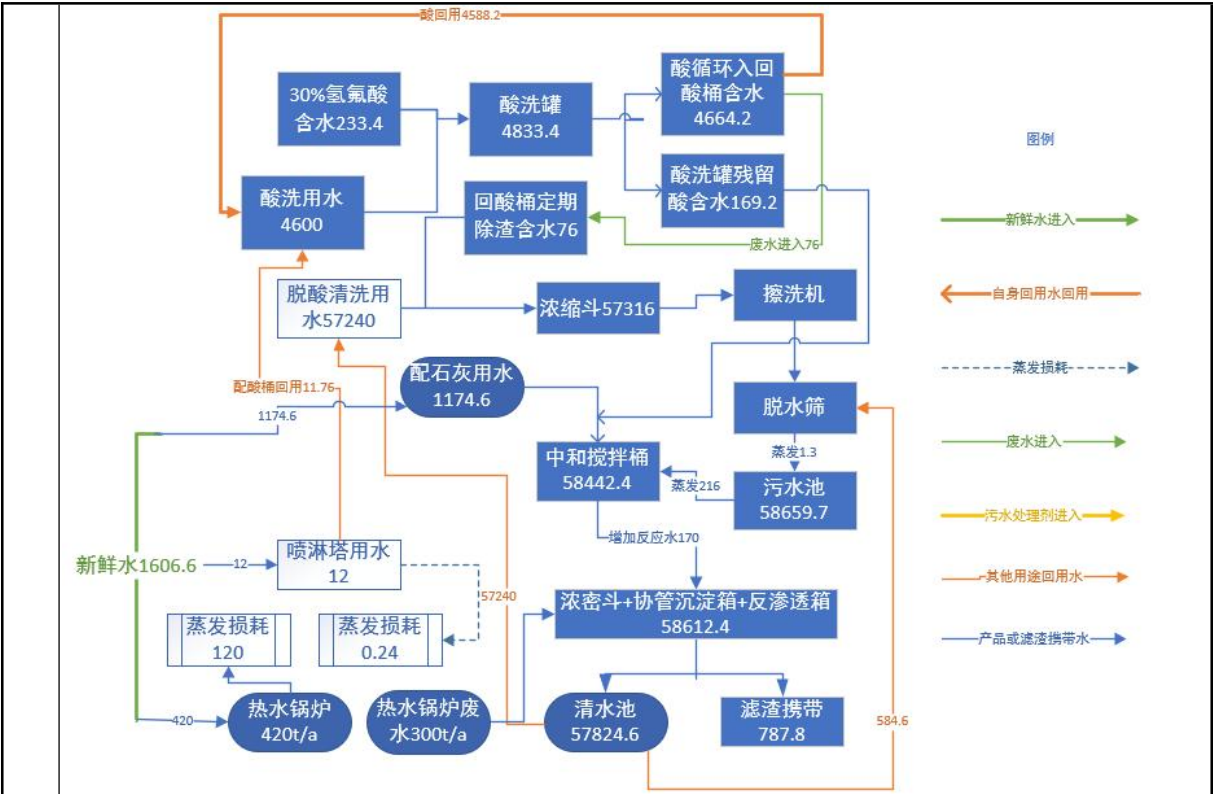 酸回用4588.2
30%氢氟酸
含水233.4
酸洗罐
4833.4
酸循环入回
酸桶含水
4664.2
图例
酸洗用水
4600
回酸桶定期
除渣含水76
酸洗罐残留
酸含水169.2
新鲜水进入
废水进入76
脱酸清洗用
水57240
浓缩斗57316
擦洗机
自身回用水回用
配石灰用水
1174.6
蒸发损耗
配酸桶回用11.76
1174.6
脱水筛
蒸发1.3
废水进入
中和搅拌桶
58442.4
蒸发216
污水池
58659.7
污水处理剂进入
增加反应水170
新鲜水1606.6
12
喷淋塔用水
12
57240
其他用途回用水
浓密斗+协管沉淀箱+反渗透箱
58612.4
蒸发损耗
120
蒸发损耗
0.24
产品或滤渣携带水
420
热水锅炉
420t/a
热水锅炉废
水300t/a
清水池
57824.6
滤渣携带
787.8
584.6